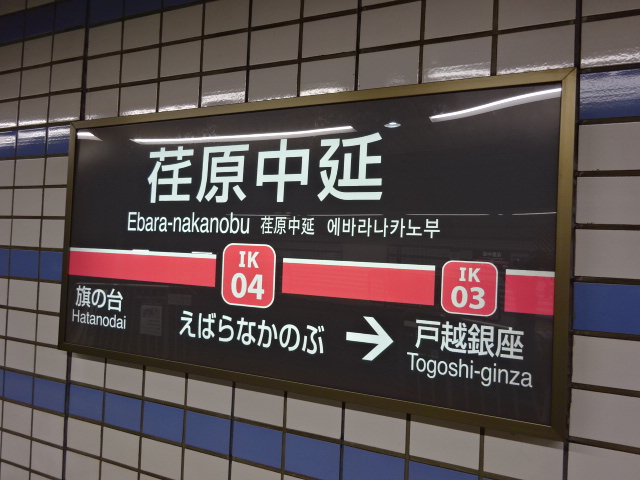 荏原中延
Ebara-nakanobu 荏原中延 에바라나카노부
IK
04
IK
03
旗の台
Hatanodai
えばらなかのぶ →
戸越銀座
Togoshi-ginza